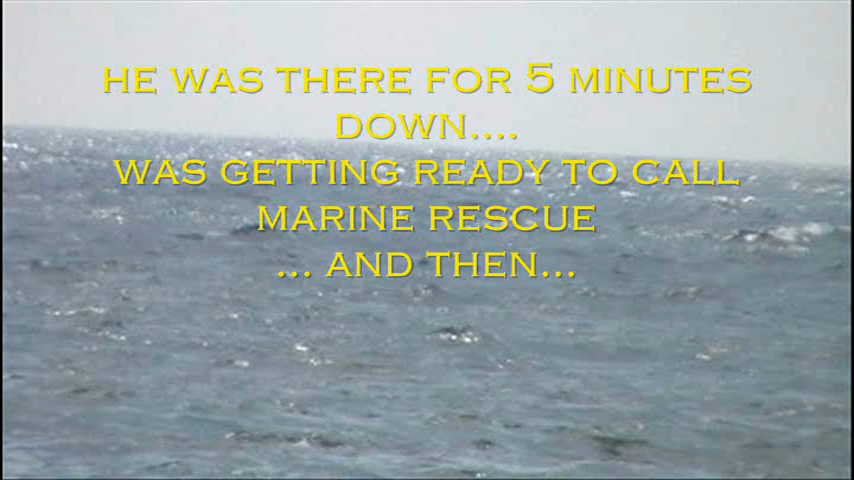 HE WAS THERE FOR 5 MINUTES
DOWN....
WAS GETTING READY TO CALL
MARINE RESCUE
... AND THEN...